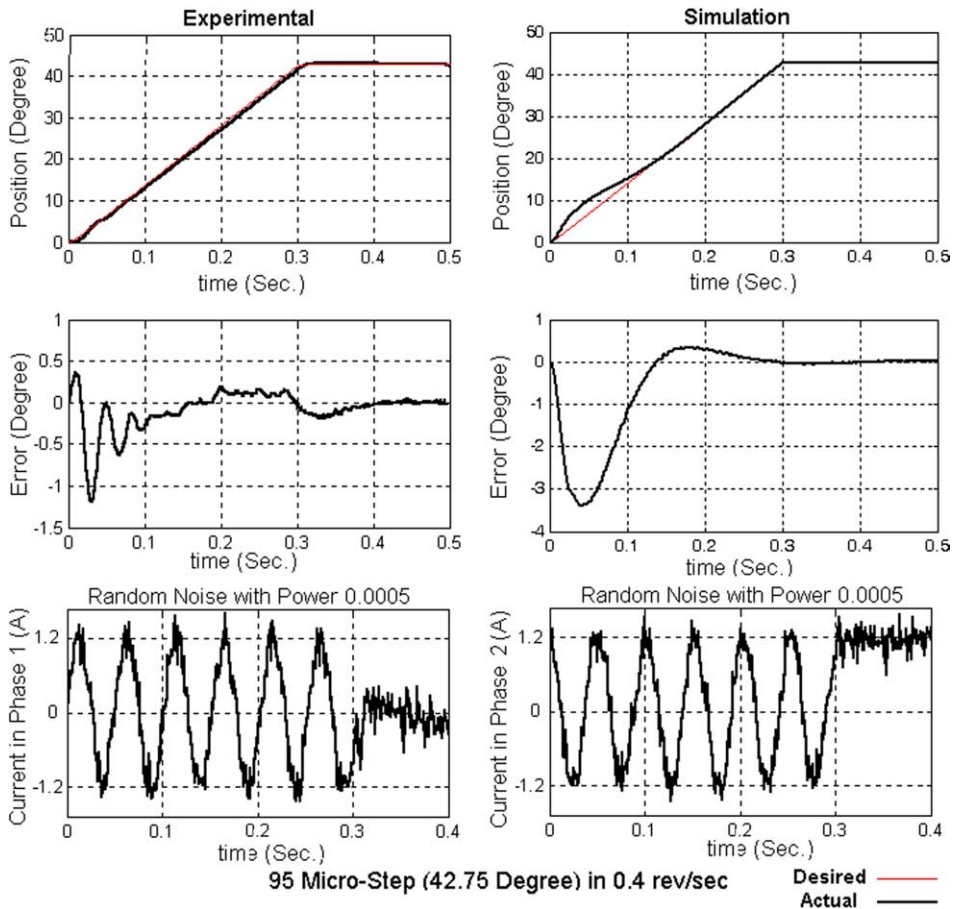 Experimental
Simulation
50
40
30
20
10
0
Position (Degree)
0 0.1 0.2 0.3 0.4 0.5
time (Sec.)
50
40
30
20
10
0
Position (Degree)
0 0.1 0.2 0.3 0.4 0.5
time (Sec.)
1
0.5
0
-0.5
-1
-1.5
Error (Degree)
0 0.1 0.2 0.3 0.4 0.5
time (Sec.)
1
0
-1
-2
-3
-4
Error (Degree)
0 0.1 0.2 0.3 0.4 0.5
time (Sec.)
Random Noise with Power 0.0005
1.2
0
-1.2
Current in Phase 1 (A)
0 0.1 0.2 0.3 0.4
time (Sec.)
Random Noise with Power 0.0005
1.2
0
-1.2
Current in Phase 2 (A)
0 0.1 0.2 0.3 0.4
time (Sec.)
95 Micro-Step (42.75 Degree) in 0.4 rev/sec
Desired
Actual